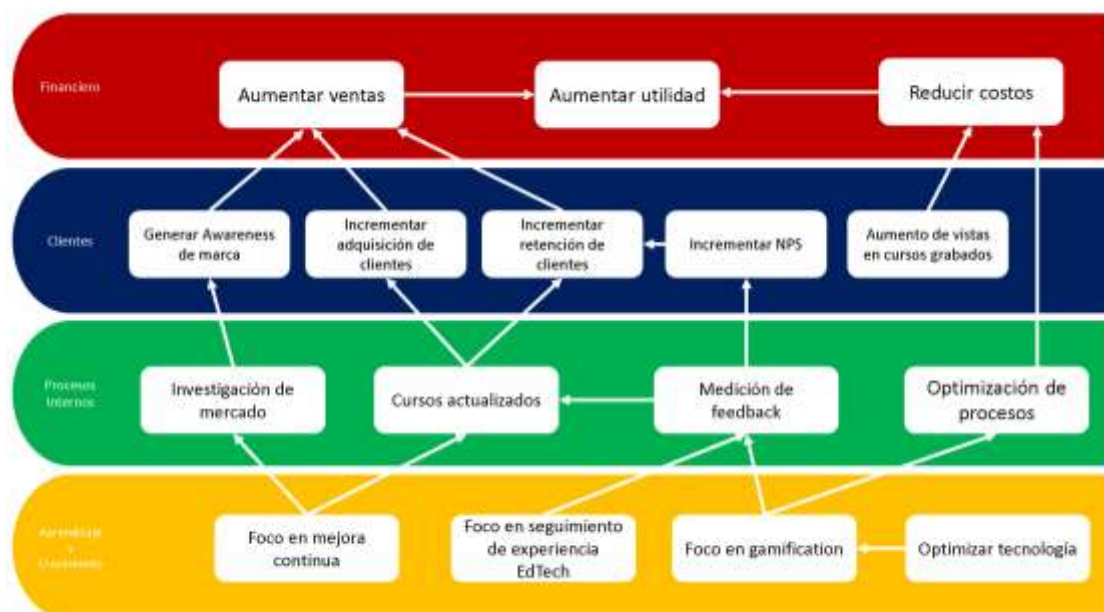 Financiero
Aumentar ventas
Aumentar utilidad
Reducir costos
Clientes
Generar Awareness
de marca
Incrementar
adquisición de
clientes
Incrementar
retención de
clientes
Incrementar NPS
Aumento de vistas
en cursos grabados
Procesos
Internos
Investigación de
mercado
Cursos actualizados
Medición de
feedback
Optimización de
procesos
Aprendizaje
y
Crecimiento
Foco en mejora
continua
Foco en seguimiento
de experiencia
EdTech
Foco en gamification
Optimizar tecnología